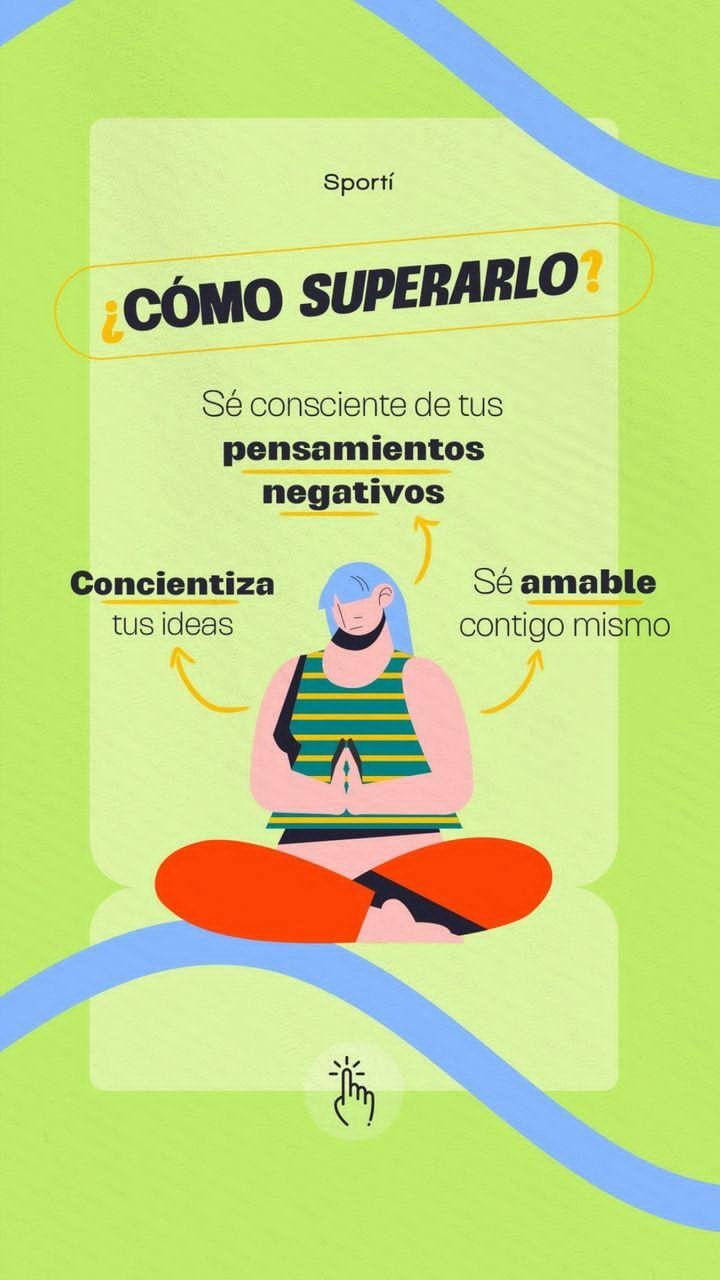 Sportí
¿CÓMO SUPERARLO?
Sé consciente de tus
pensamientos
negativos
Concientiza
tus ideas
Sé amable
contigo mismo